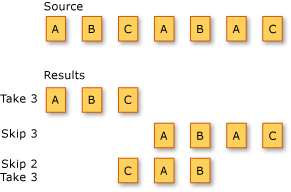 Source
A B C A B A C
Results
Take 3 A B C
Skip 3 A B A C
Skip 2
Take 3 C A B